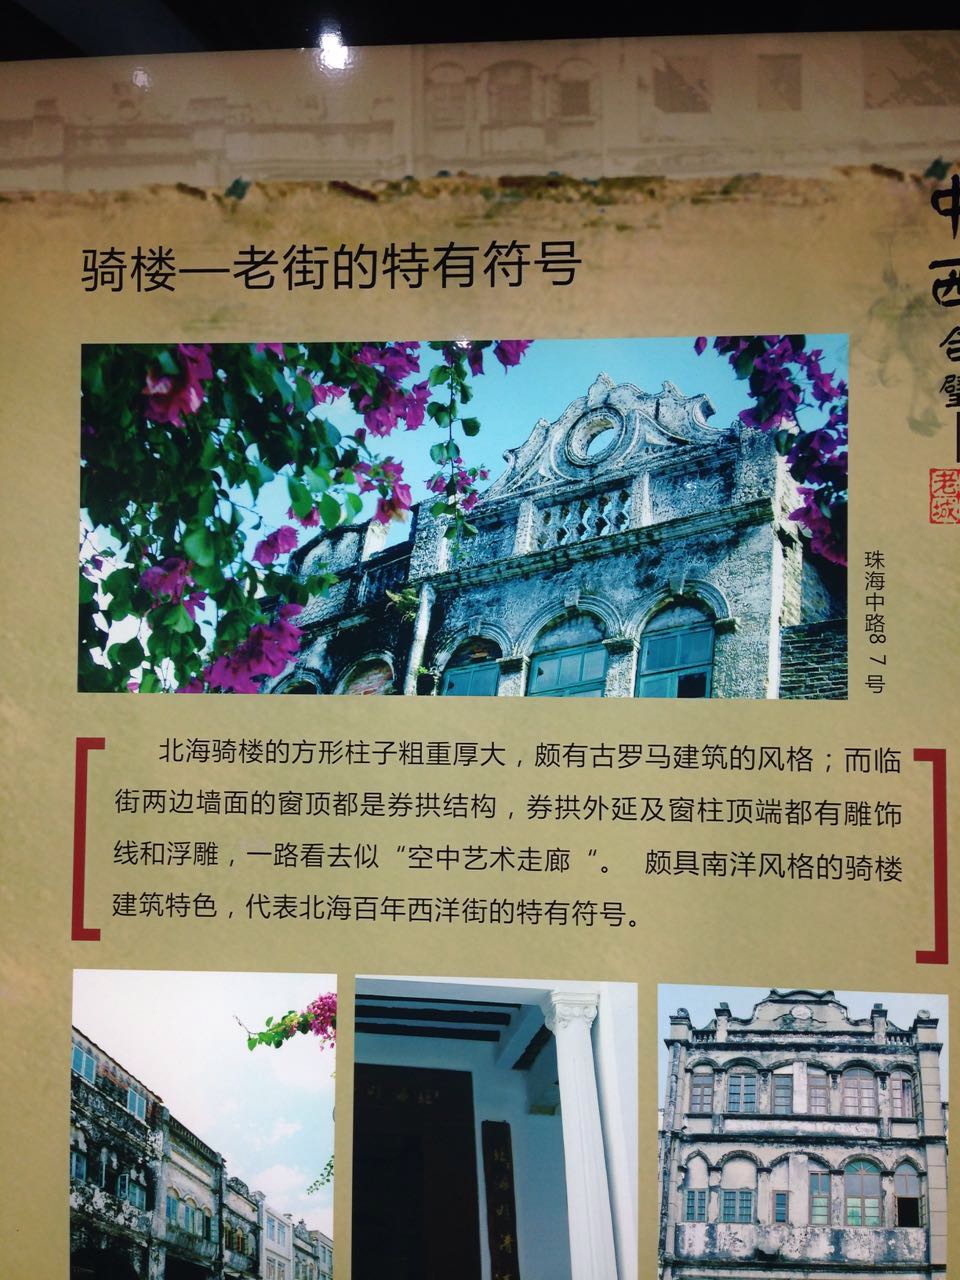 骑楼—老街的特有符号
中西合璧
老城
珠海中路87号
北海骑楼的方形柱子粗重厚大，颇有古罗马建筑的风格；而临
街两边墙面的窗顶都是券拱结构，券拱外延及窗柱顶端都有雕饰
线和浮雕，一路看去似“空中艺术走廊“。 颇具南洋风格的骑楼
建筑特色，代表北海百年西洋街的特有符号。